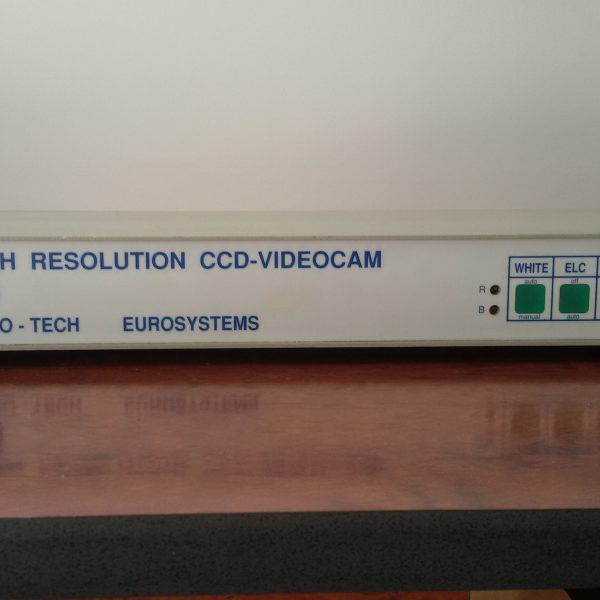 H RESOLUTION CCD-VIDEOCAM
O - TECH EUROSYSTEMS
R
B
WHITE
auto
manual
ELC
off
auto